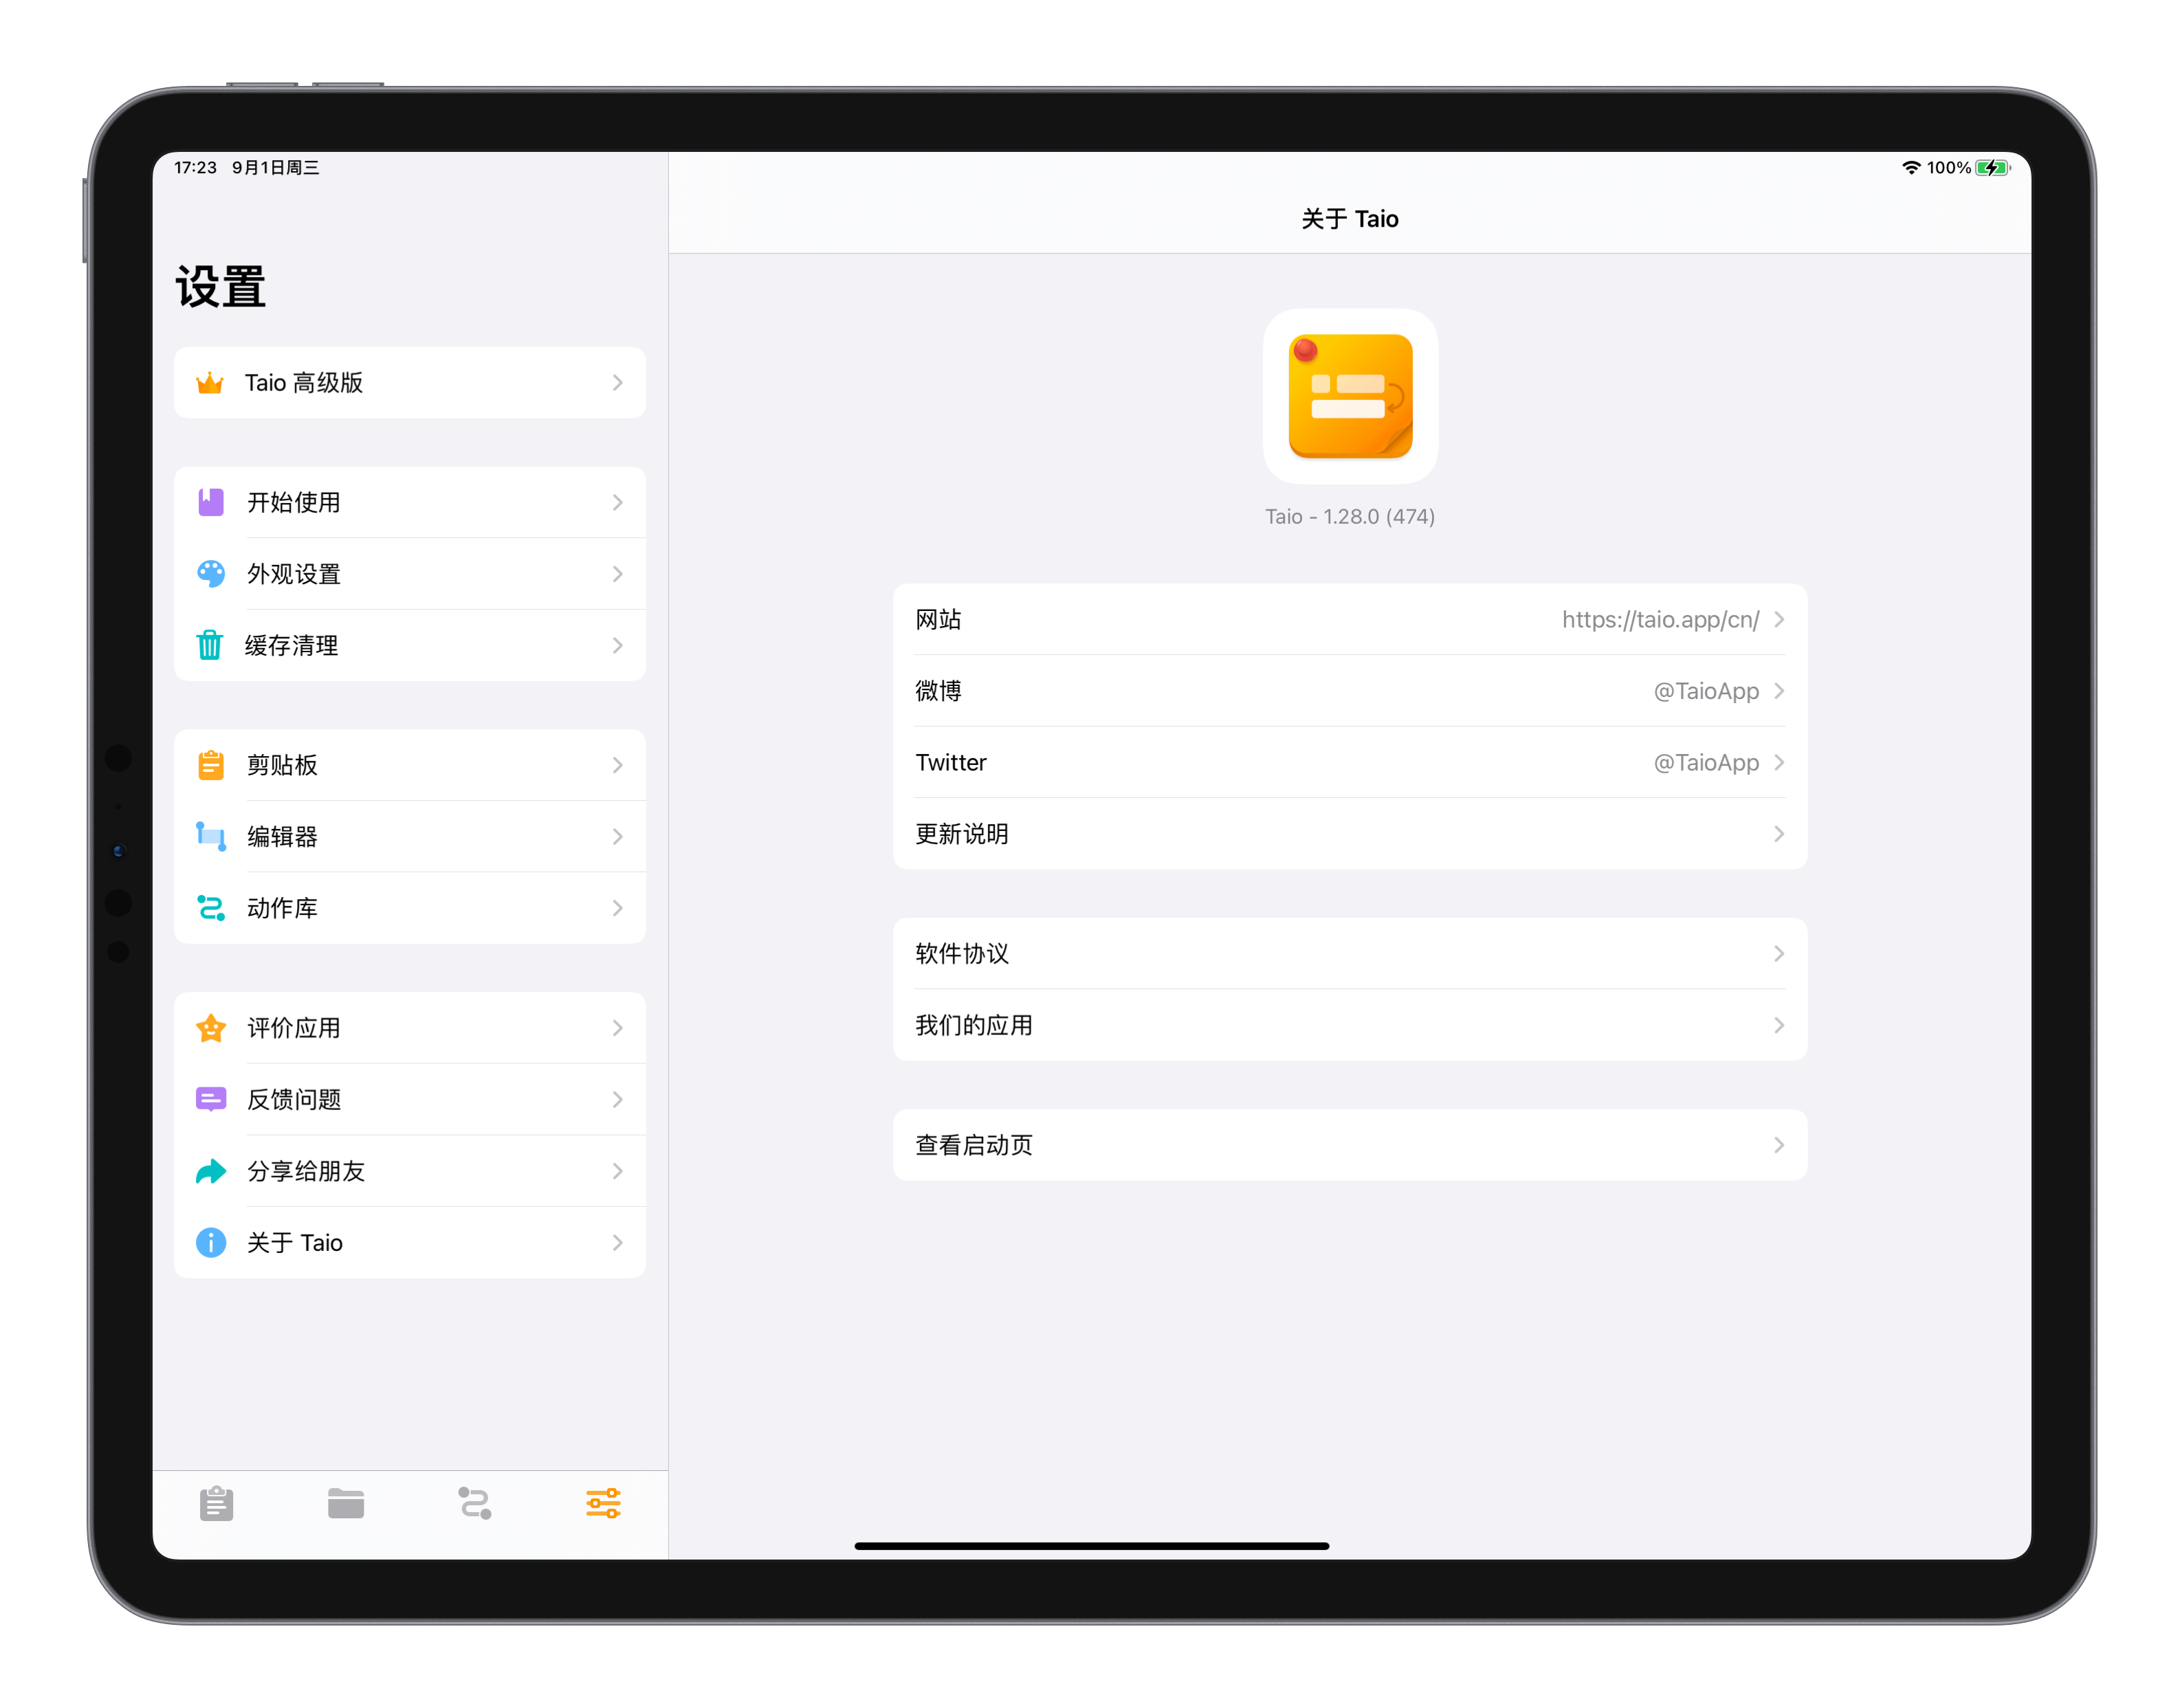 17:23 9月1日周三
100%
设置
Taio 高级版
开始使用
外观设置
缓存清理
剪贴板
编辑器
动作库
评价应用
反馈问题
分享给朋友
关于 Taio
关于 Taio
Taio - 1.28.0 (474)
网站 https://taio.app/cn/
微博 @TaioApp
Twitter @TaioApp
更新说明
软件协议
我们的应用
查看启动页